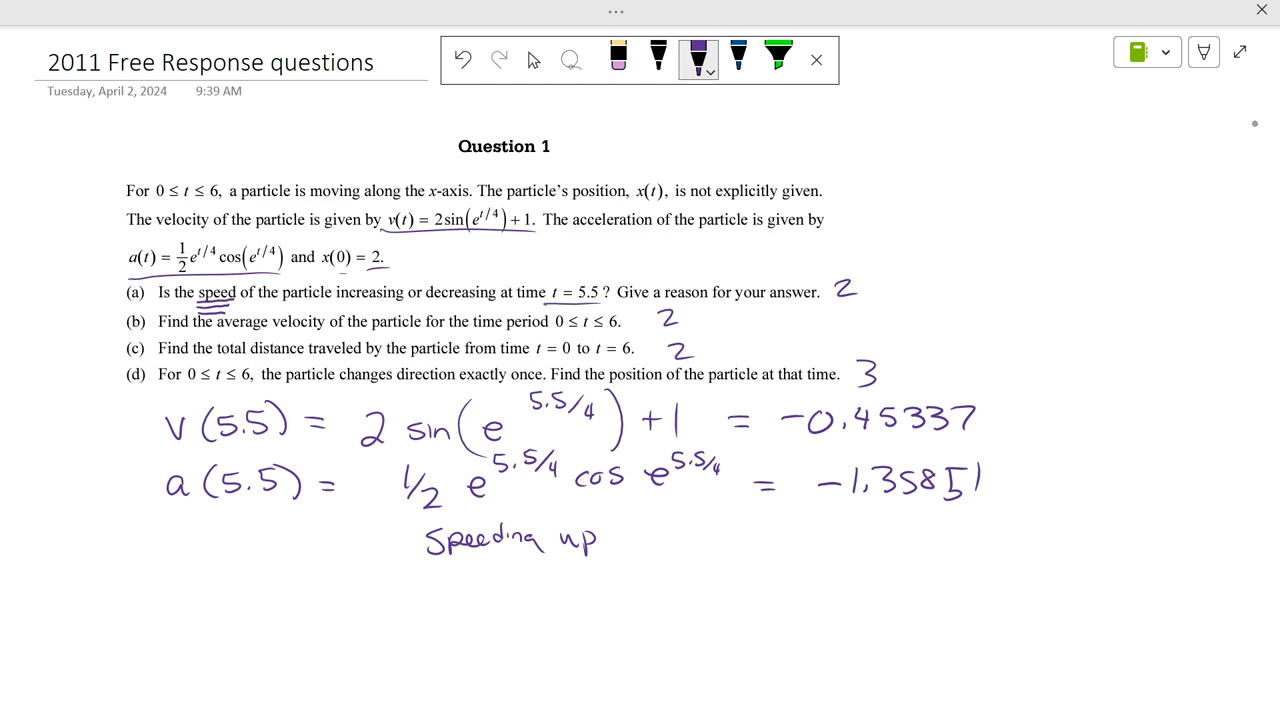 2011 Free Response questions
Tuesday, April 2, 2024 9:39 AM
Question 1
For 0 ≤ t ≤ 6, a particle is moving along the x-axis. The particle's position, x(t), is not explicitly given.
The velocity of the particle is given by v(t) = 2sin(e^(t/4)) + 1. The acceleration of the particle is given by
a(t) = 1/2 e^(t/4) cos(e^(t/4)) and x(0) = 2.
(a) Is the speed of the particle increasing or decreasing at time t = 5.5 ? Give a reason for your answer. 2
(b) Find the average velocity of the particle for the time period 0 ≤ t ≤ 6. 2
(c) Find the total distance traveled by the particle from time t = 0 to t = 6. 2
(d) For 0 ≤ t ≤ 6, the particle changes direction exactly once. Find the position of the particle at that time. 3
v(5.5) = 2 sin(e^(5.5/4)) + 1 = -0.45337
a(5.5) = 1/2 e^(5.5/4) cos e^(5.5/4) = -1.35851
Speeding up